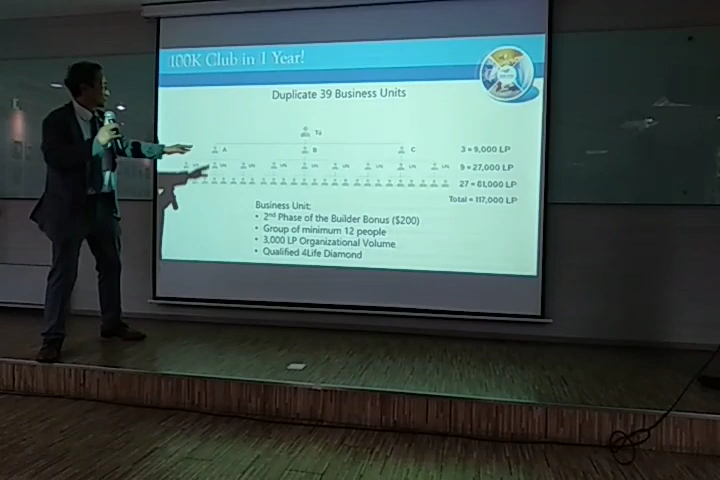 100K Club in 1 Year!
Duplicate 39 Business Units
Tú
A B C 3 = 9,000 LP
9 = 27,000 LP
27 = 81,000 LP
Total = 117,000 LP
Business Unit:
• 2nd Phase of the Builder Bonus ($200)
• Group of minimum 12 people
• 3,000 LP Organizational Volume
• Qualified 4Life Diamond